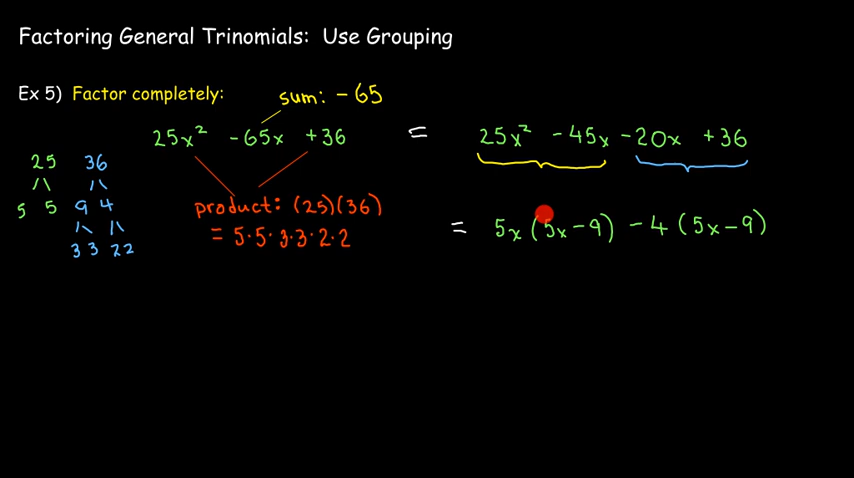 Factoring General Trinomials: Use Grouping
Ex 5) Factor completely:
sum: -65
25x² -65x +36 = 25x² -45x -20x +36
25 36
5 5 9 4
3 3 2 2
product: (25)(36)
= 5·5·3·3·2·2
= 5x(5x-9) -4(5x-9)